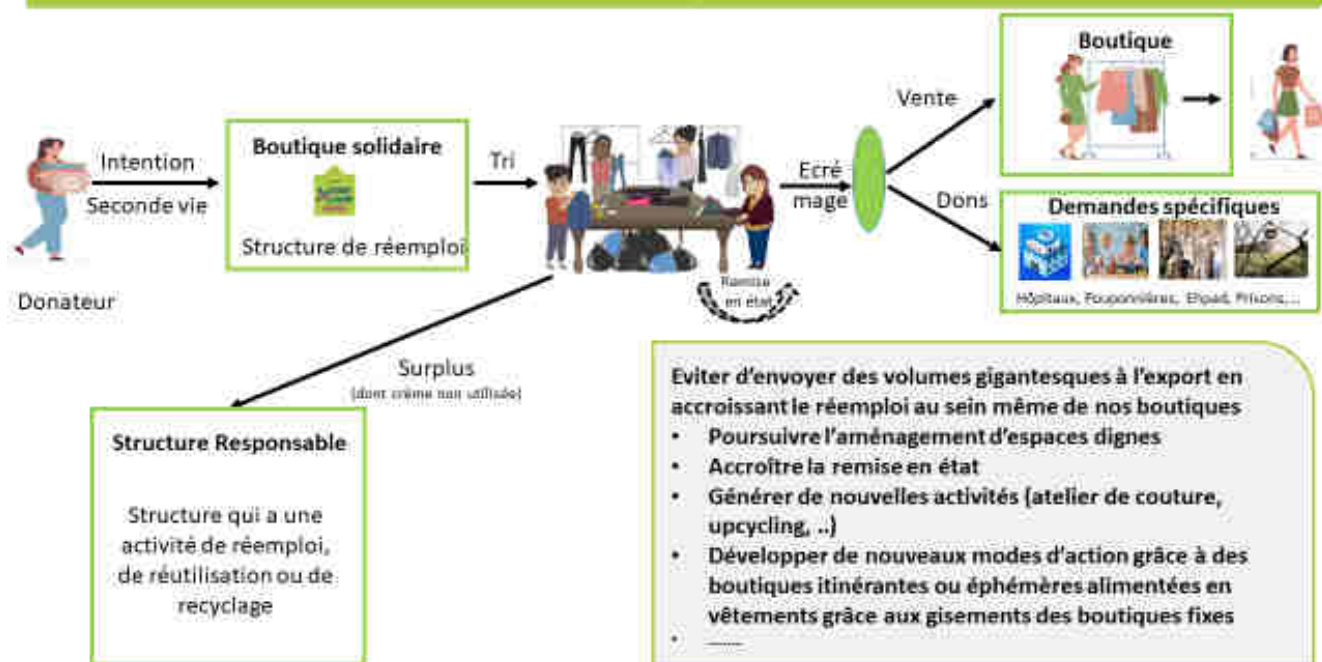 Boutique
Vente
Boutique solidaire
Intention
Seconde vie
Tri
Ecré
mage
Structure de réemploi
Dons
Demandes spécifiques
Hôpitaux, Pouponnières, Ehpad, Prisons,...
Remise
en état
Donateur
Surplus
(dont crème non utilisée)
Structure Responsable
Structure qui a une
activité de réemploi,
de réutilisation ou de
recyclage
Eviter d'envoyer des volumes gigantesques à l'export en
accroissant le réemploi au sein même de nos boutiques
• Poursuivre l'aménagement d'espaces dignes
• Accroître la remise en état
• Générer de nouvelles activités (atelier de couture,
upcycling, ..)
• Développer de nouveaux modes d'action grâce à des
boutiques itinérantes ou éphémères alimentées en
vêtements grâce aux gisements des boutiques fixes
• ......